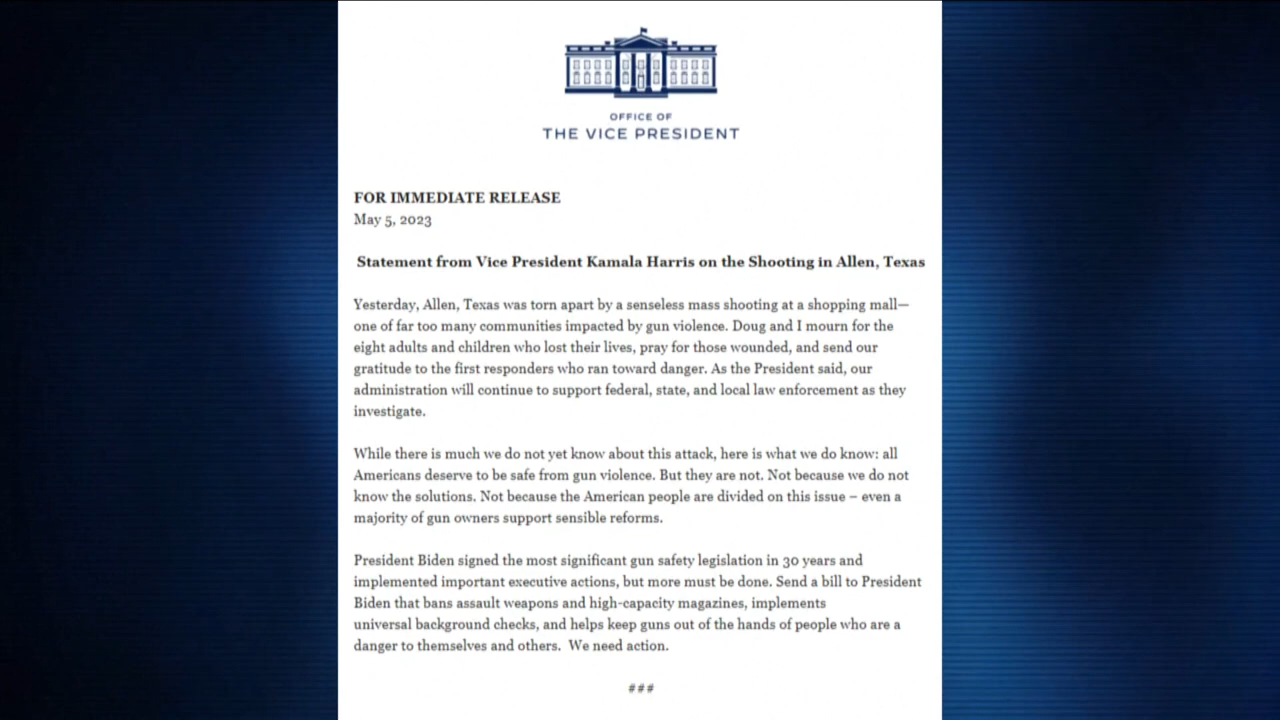 OFFICE OF
THE VICE PRESIDENT
FOR IMMEDIATE RELEASE
May 5, 2023
Statement from Vice President Kamala Harris on the Shooting in Allen, Texas
Yesterday, Allen, Texas was torn apart by a senseless mass shooting at a shopping mall—
one of far too many communities impacted by gun violence. Doug and I mourn for the
eight adults and children who lost their lives, pray for those wounded, and send our
gratitude to the first responders who ran toward danger. As the President said, our
administration will continue to support federal, state, and local law enforcement as they
investigate.
While there is much we do not yet know about this attack, here is what we do know: all
Americans deserve to be safe from gun violence. But they are not. Not because we do not
know the solutions. Not because the American people are divided on this issue – even a
majority of gun owners support sensible reforms.
President Biden signed the most significant gun safety legislation in 30 years and
implemented important executive actions, but more must be done. Send a bill to President
Biden that bans assault weapons and high-capacity magazines, implements
universal background checks, and helps keep guns out of the hands of people who are a
danger to themselves and others.  We need action.
###